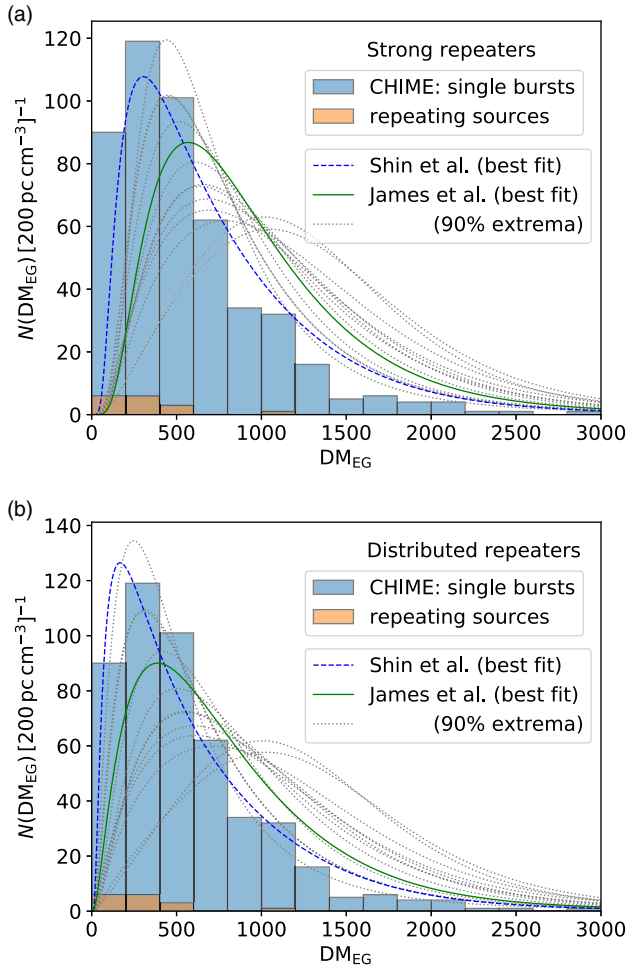 (a)
Strong repeaters
CHIME: single bursts
repeating sources
Shin et al. (best fit)
James et al. (best fit)
(90% extrema)
N(DM_EG) [200 pc cm⁻³]⁻¹
120
100
80
60
40
20
0
0 500 1000 1500 2000 2500 3000
DM_EG
(b)
Distributed repeaters
CHIME: single bursts
repeating sources
Shin et al. (best fit)
James et al. (best fit)
(90% extrema)
N(DM_EG) [200 pc cm⁻³]⁻¹
140
120
100
80
60
40
20
0
0 500 1000 1500 2000 2500 3000
DM_EG